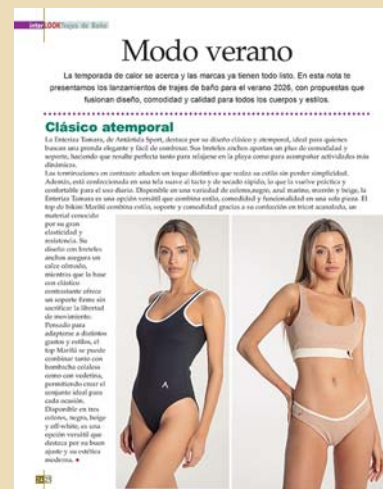 inter LOOK Trajes de Baño
Modo verano
La temporada de calor se acerca y las marcas ya tienen todo listo. En esta nota te
presentamos los lanzamientos de trajes de baño para el verano 2026, con propuestas que
fusionan diseño, comodidad y calidad para todos los cuerpos y estilos.
Clásico atemporal
La Enteriza Tamara, de Antártida Sport, destaca por su diseño clásico y atemporal, ideal para quienes
buscan una prenda elegante y fácil de combinar. Sus breteles anchos aportan un plus de comodidad y
soporte, haciendo que resulte perfecta tanto para relajarse en la playa como para acompañar actividades más
dinámicas.
Las terminaciones en contraste añaden un toque distintivo que realza su estilo sin perder simplicidad.
Además, está confeccionada en una tela suave al tacto y de secado rápido, lo que la vuelve práctica y
confortable para el uso diario. Disponible en una variedad de colores,negro, azul marino, marrón y beige, la
Enteriza Tamara es una opción versátil que combina estilo, comodidad y funcionalidad en una sola pieza. El
top de bikini Marilú combina estilo, soporte y comodidad gracias a su confección en tricot acanalado, un
material conocido
por su gran
elasticidad y
resistencia. Su
diseño con breteles
anchos asegura un
calce cómodo,
mientras que la base
con elástico
contrastante ofrece
un soporte firme sin
sacrificar la libertad
de movimiento.
Pensado para
adaptarse a distintos
gustos y estilos, el
top Marilú se puede
combinar tanto con
bombacha colaless
como con vedetina,
permitiendo crear el
conjunto ideal para
cada ocasión.
Disponible en tres
colores, negro, beige
y off-white, es una
opción versátil que
destaca por su buen
ajuste y su estética
moderna.